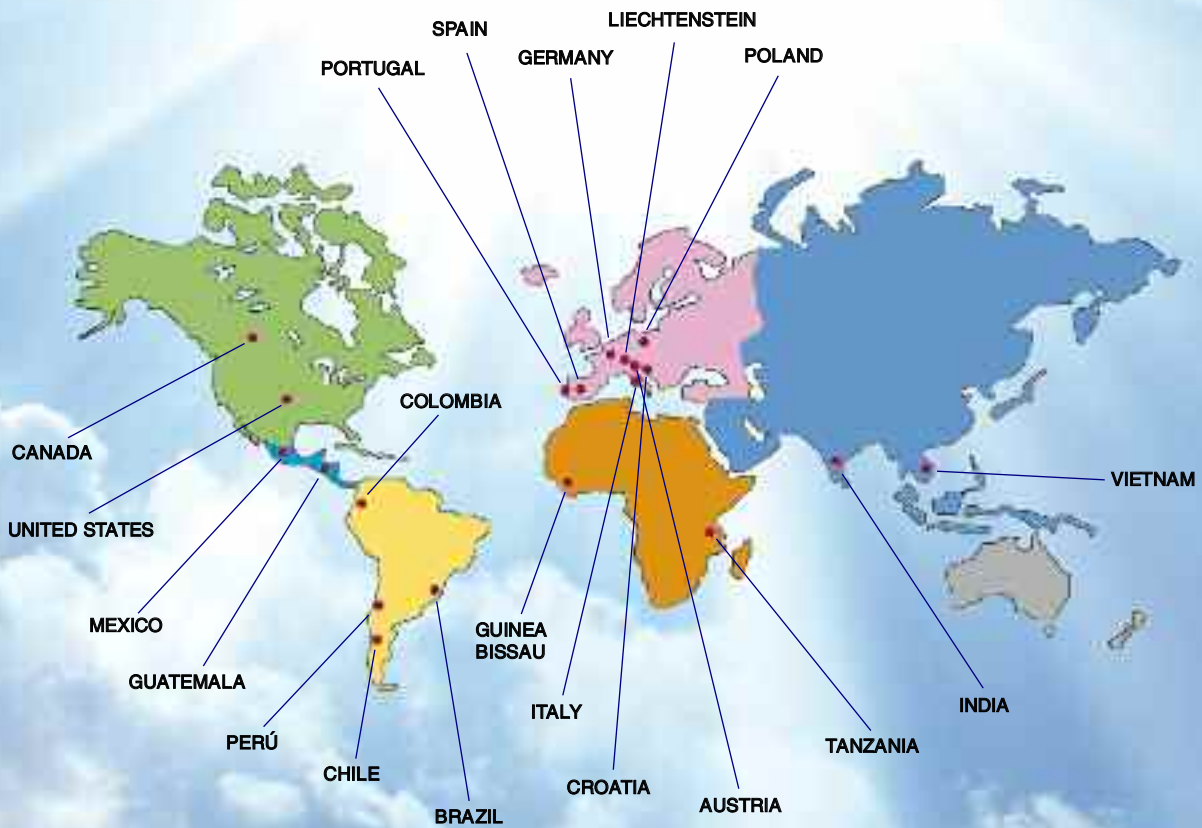 LIECHTENSTEIN
SPAIN
GERMANY
POLAND
PORTUGAL
COLOMBIA
CANADA
VIETNAM
UNITED STATES
MEXICO
GUINEA
BISSAU
GUATEMALA
ITALY
INDIA
PERÚ
TANZANIA
CHILE
CROATIA
AUSTRIA
BRAZIL